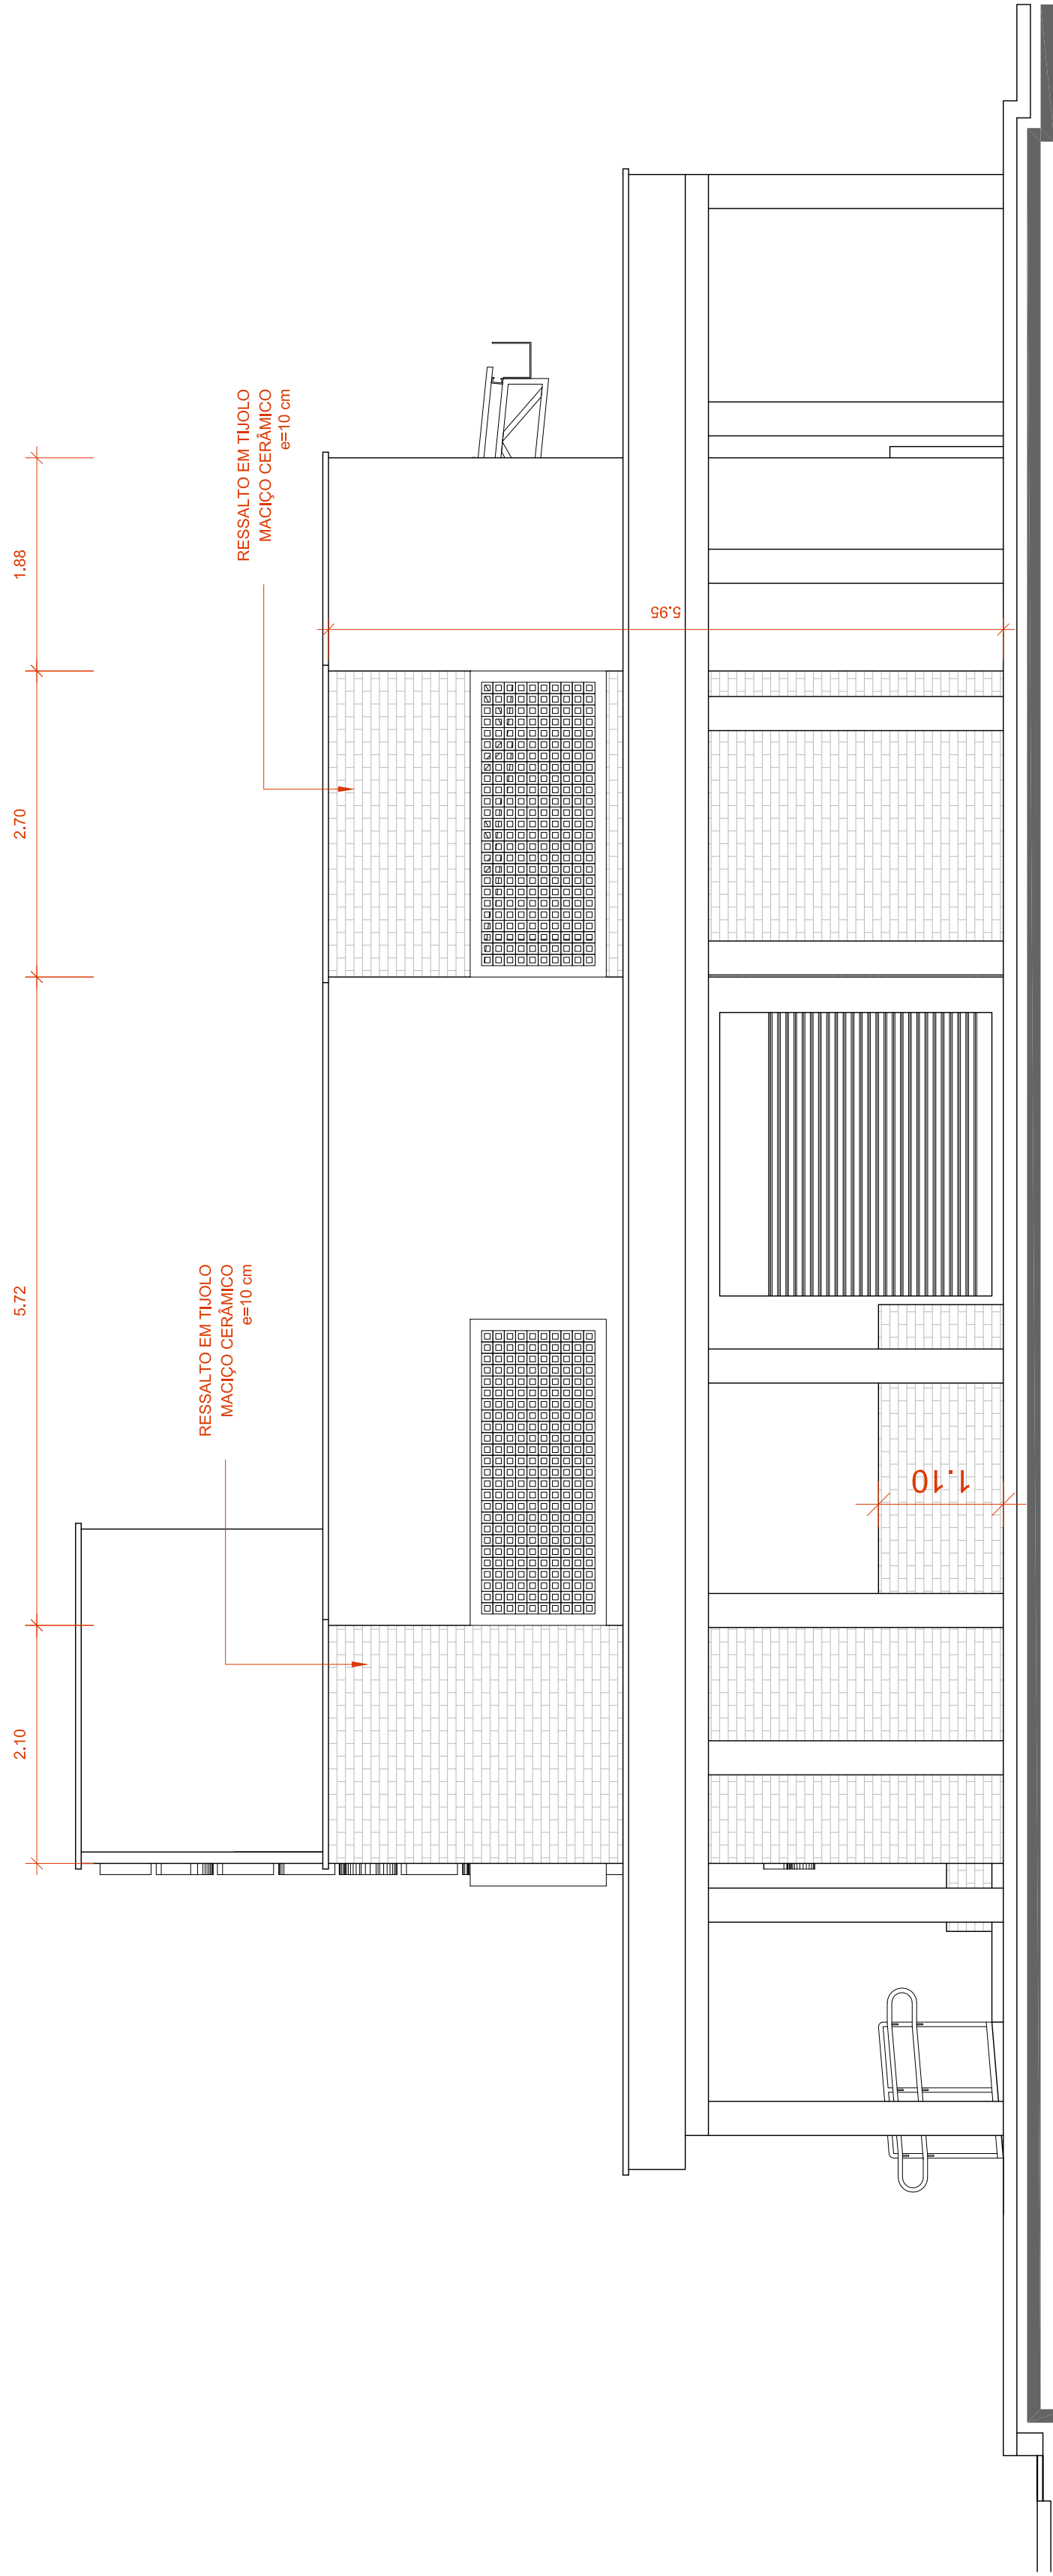 2.10
5.72
2.70
1.88
RESSALTO EM TIJOLO
MACIÇO CERÂMICO
e=10 cm
RESSALTO EM TIJOLO
MACIÇO CERÂMICO
e=10 cm
5.95
1.10